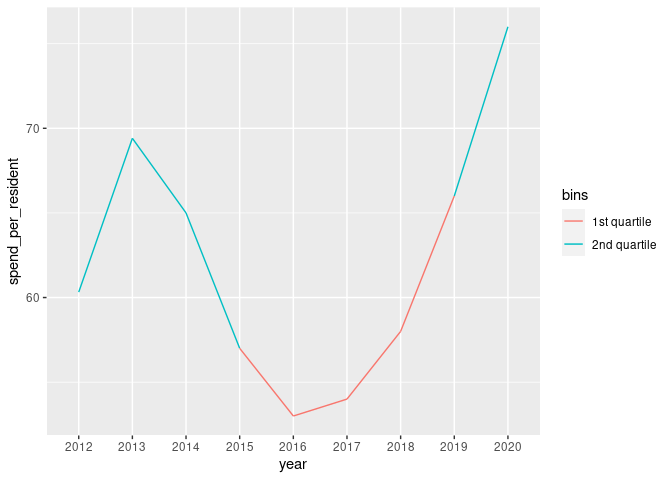 70
60
spend_per_resident
2012 2013 2014 2015 2016 2017 2018 2019 2020
year
bins
1st quartile
2nd quartile